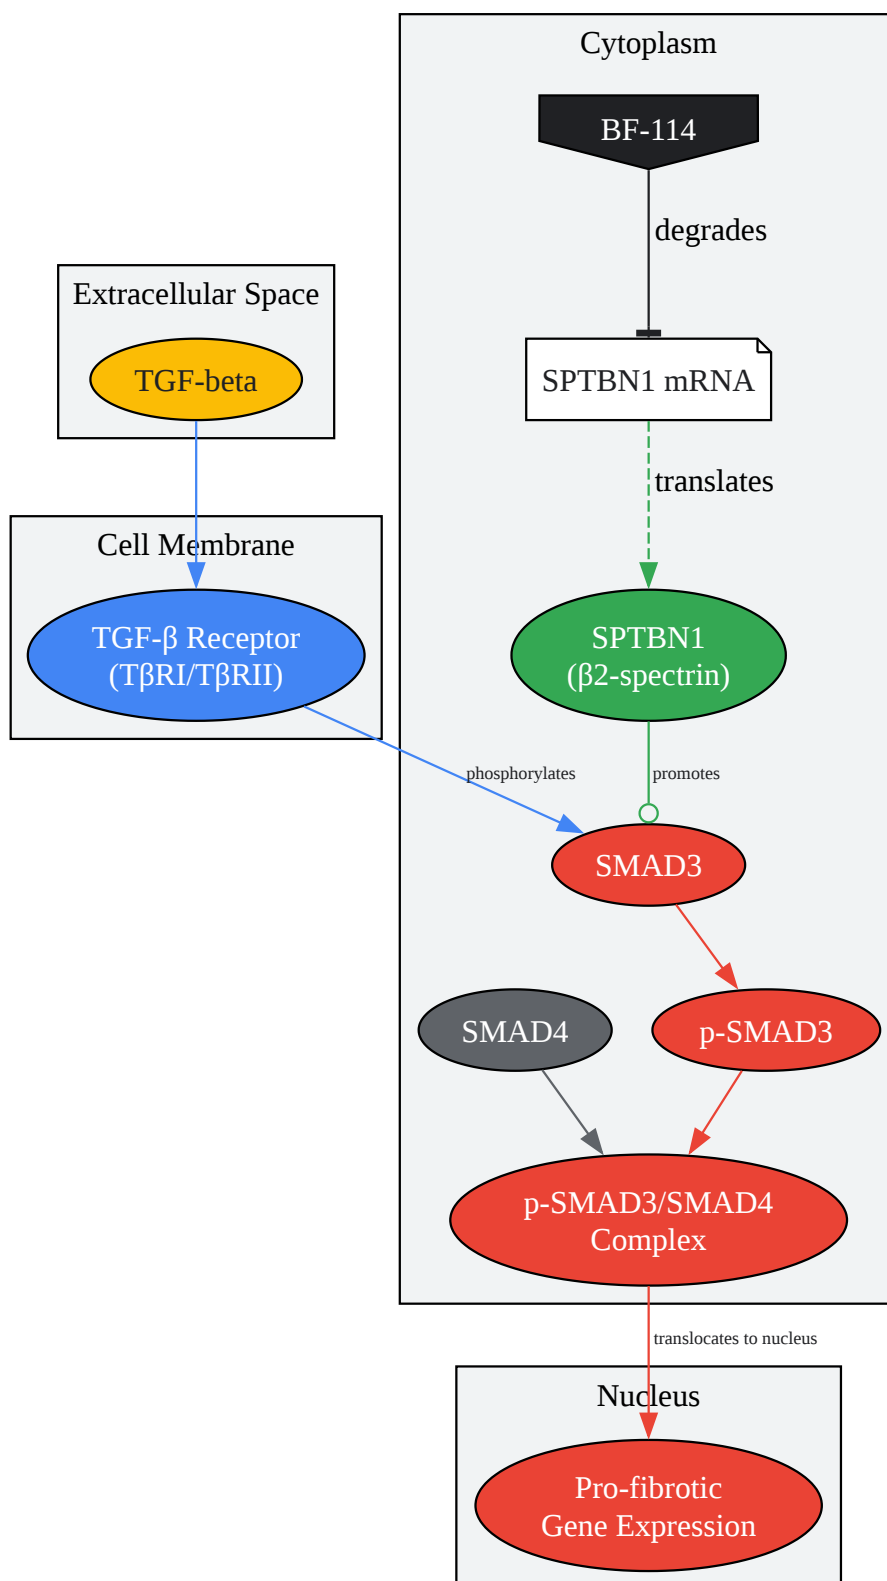 Cytoplasm
BF-114
degrades
Extracellular Space
TGF-beta
SPTBN1 mRNA
translates
Cell Membrane
TGF-β Receptor
(TβRI/TβRII)
SPTBN1
(β2-spectrin)
phosphorylates
promotes
SMAD3
SMAD4
p-SMAD3
p-SMAD3/SMAD4
Complex
translocates to nucleus
Nucleus
Pro-fibrotic
Gene Expression